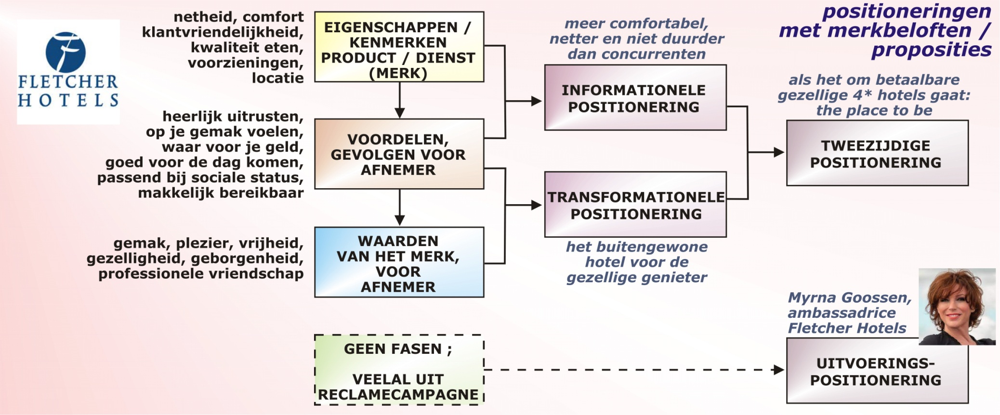 positioneringen
met merkbeloften /
proposities
FLETCHER
HOTELS
netheid, comfort
klantvriendelijkheid,
kwaliteit eten,
voorzieningen,
locatie
EIGENSCHAPPEN /
KENMERKEN
PRODUCT / DIENST
(MERK)
meer comfortabel,
netter en niet duurder
dan concurrenten
INFORMATIONELE
POSITIONERING
als het om betaalbare
gezellige 4* hotels gaat:
the place to be
TWEEZIJDIGE
POSITIONERING
heerlijk uitrusten,
op je gemak voelen,
waar voor je geld,
goed voor de dag komen,
passend bij sociale status,
makkelijk bereikbaar
VOORDELEN,
GEVOLGEN VOOR
AFNEMER
TRANSFORMATIONELE
POSITIONERING
het buitengewone
hotel voor de
gezellige genieter
gemak, plezier, vrijheid,
gezelligheid, geborgenheid,
professionele vriendschap
WAARDEN
VAN HET MERK,
VOOR
AFNEMER
Myrna Goossen,
ambassadrice
Fletcher Hotels
GEEN FASEN ;
VEELAL UIT
RECLAMECAMPAGNE
UITVOERINGS-
POSITIONERING